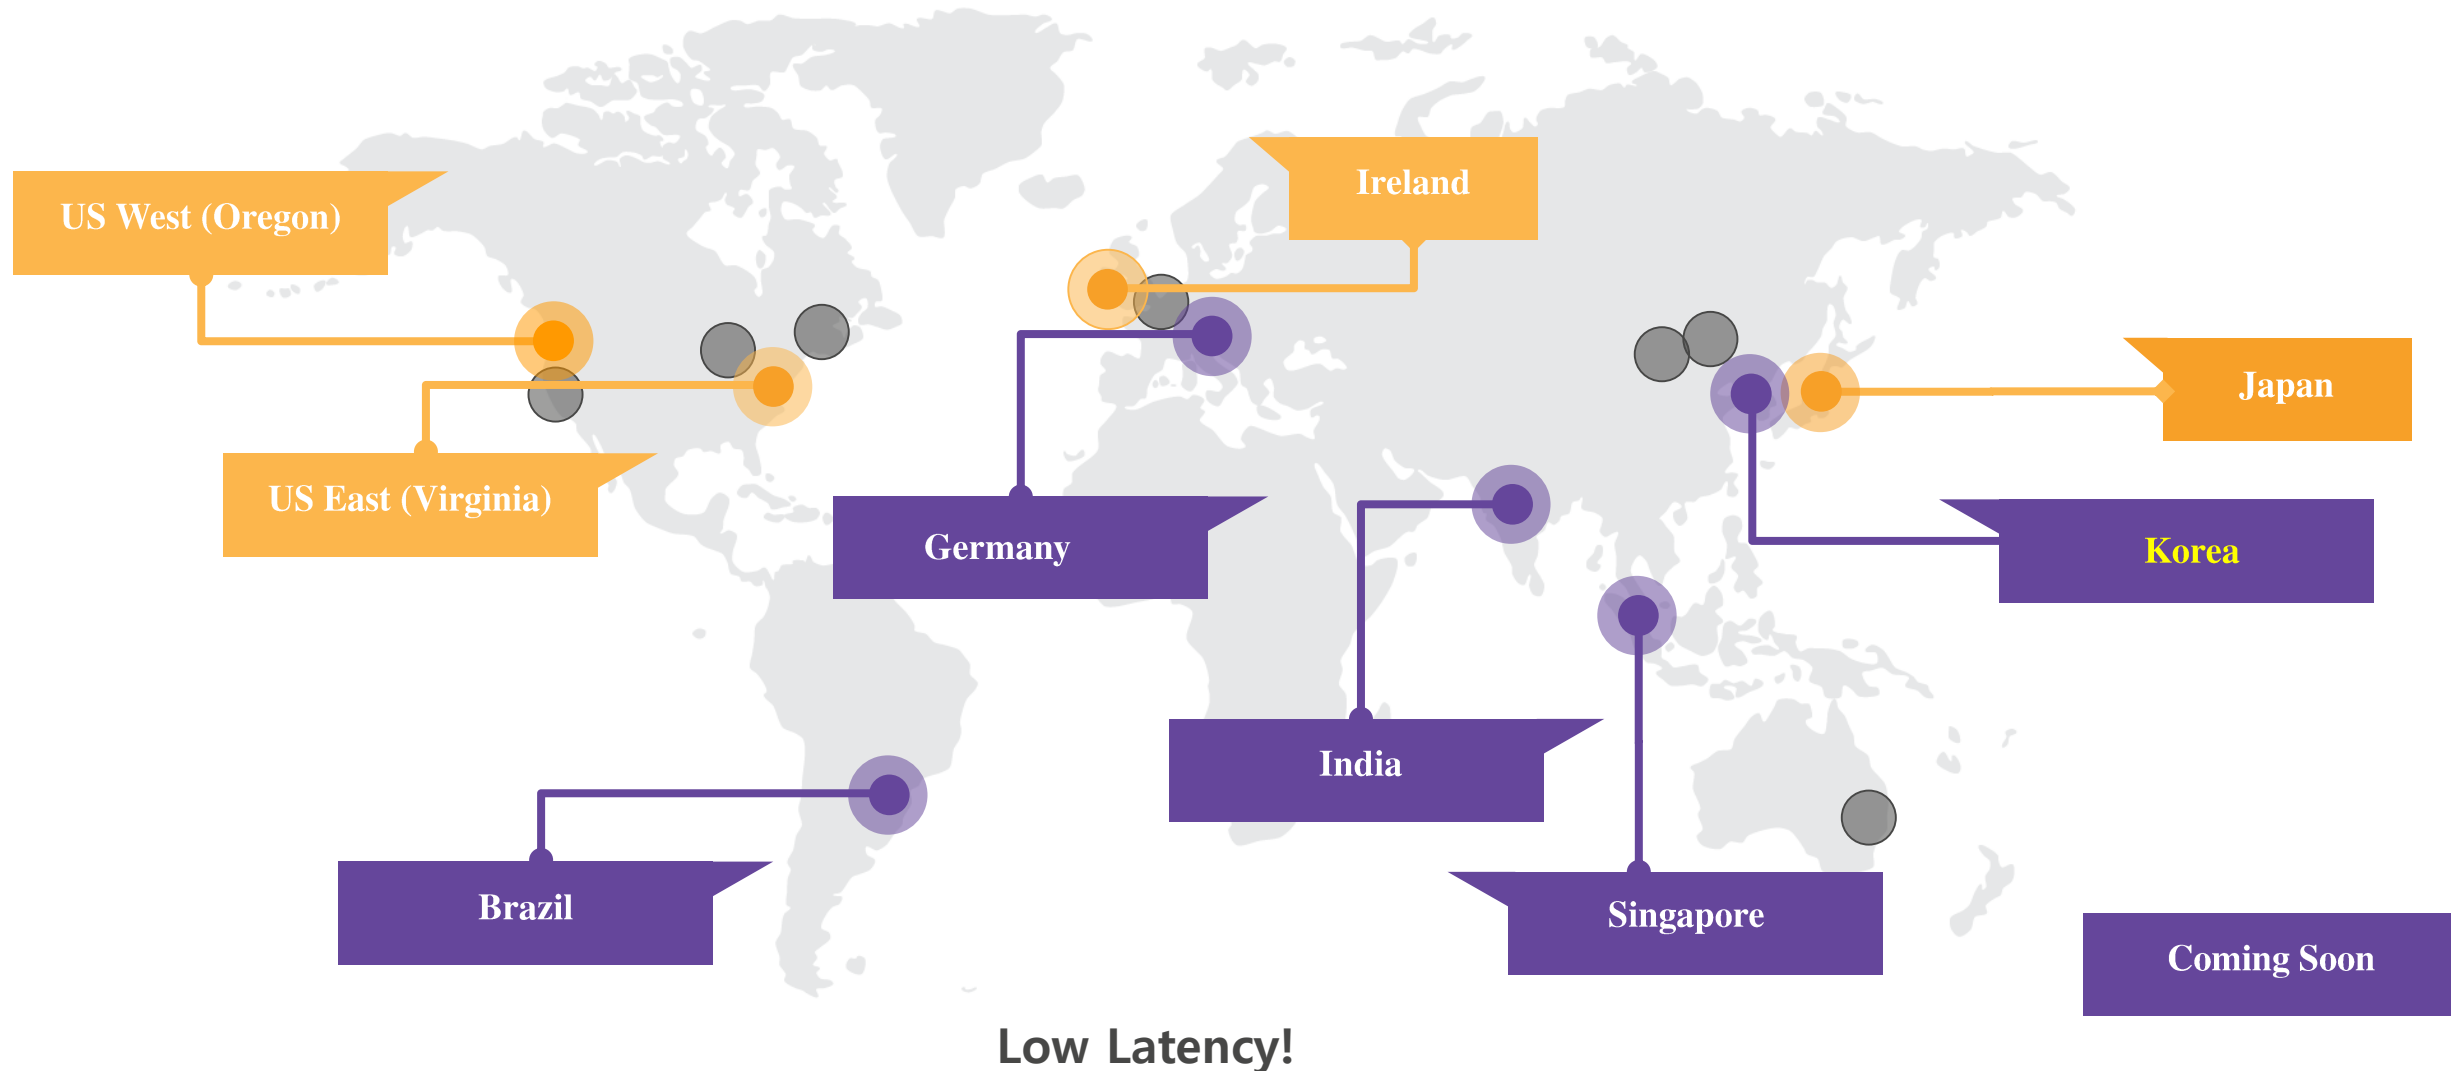 Ireland
US West (Oregon)
Japan
US East (Virginia)
Germany
Korea
India
Brazil
Singapore
Coming Soon
Low Latency!